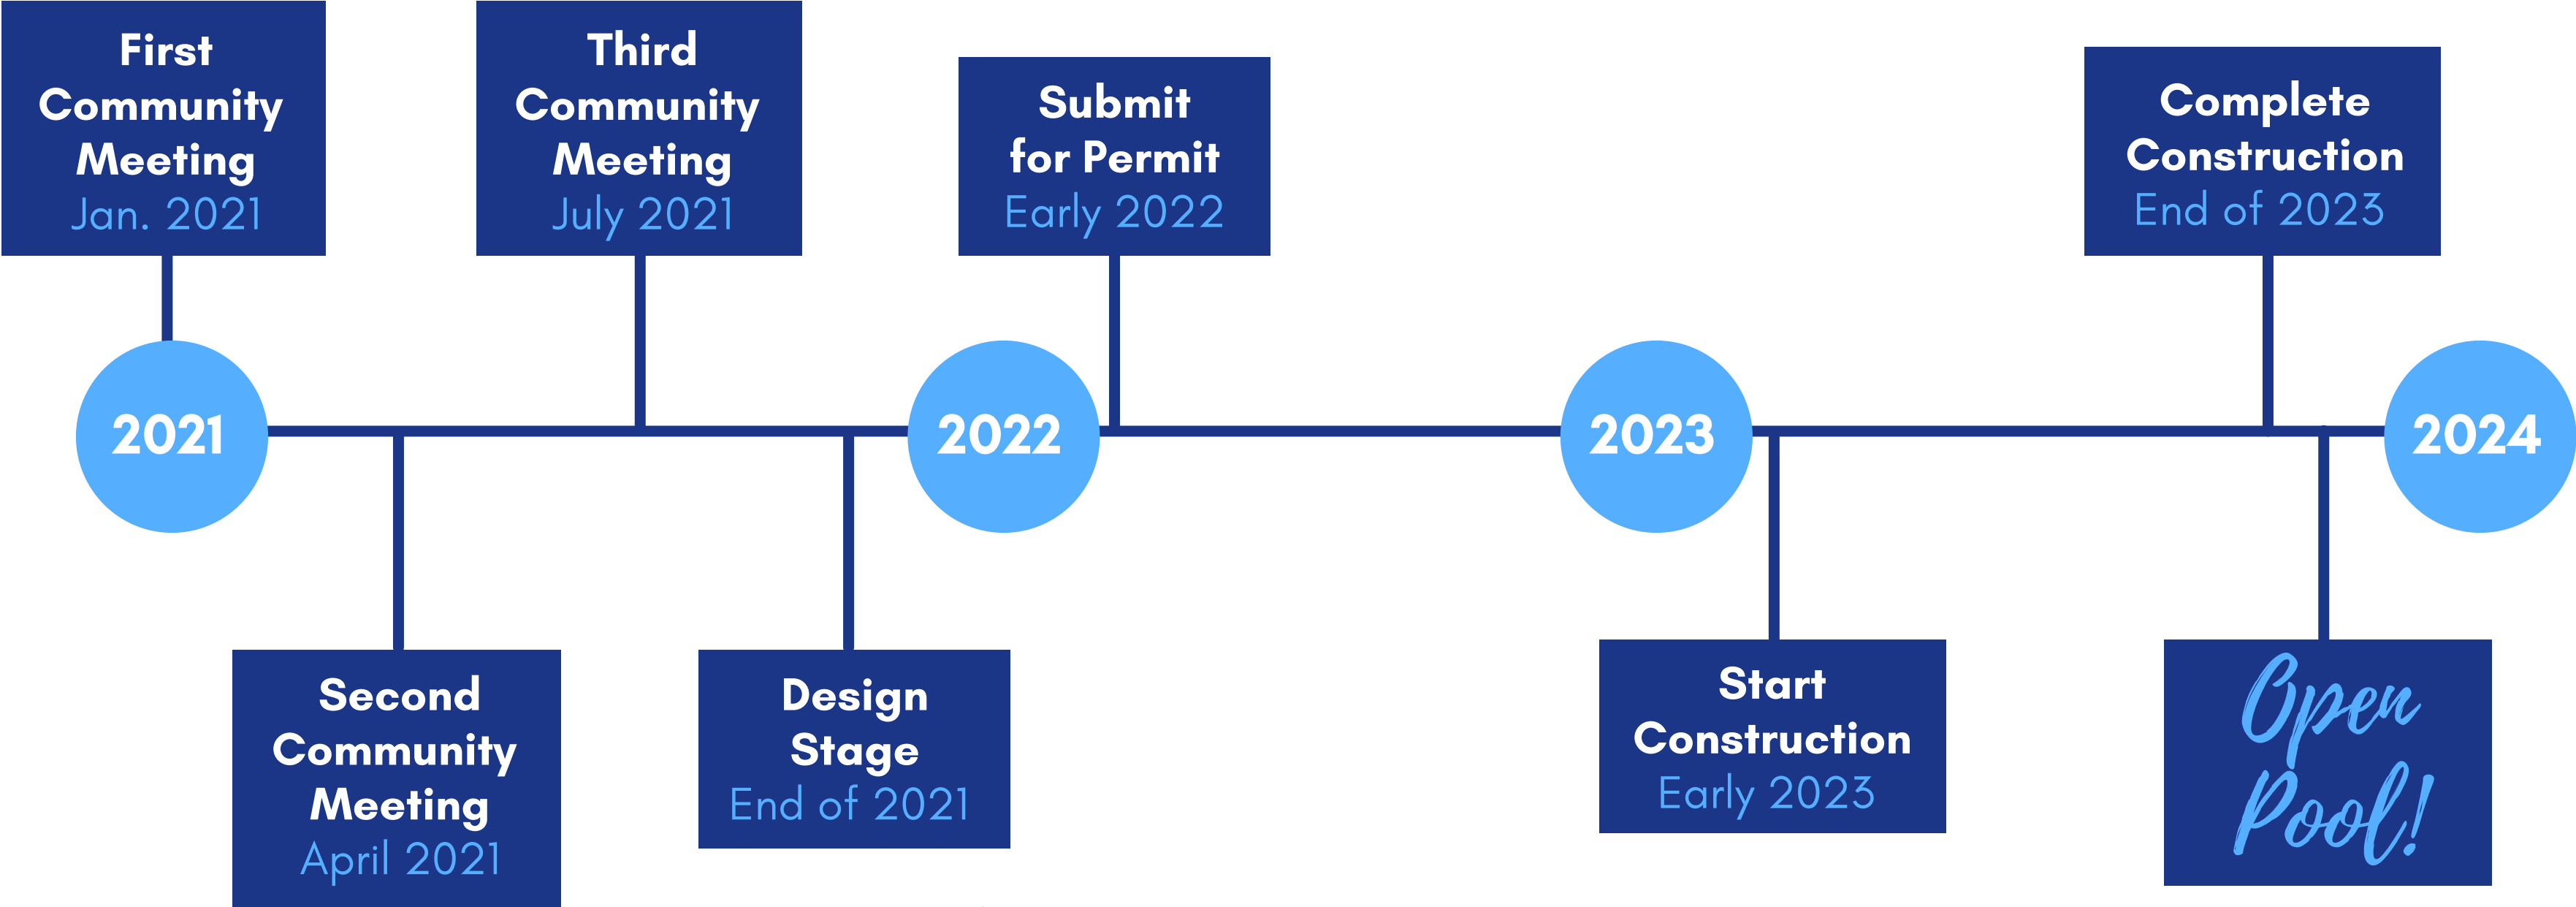 First
Community
Meeting
Jan. 2021
Third
Community
Meeting
July 2021
Submit
for Permit
Early 2022
Complete
Construction
End of 2023
2021
2022
2023
2024
Second
Community
Meeting
April 2021
Design
Stage
End of 2021
Start
Construction
Early 2023
Open
Pool!